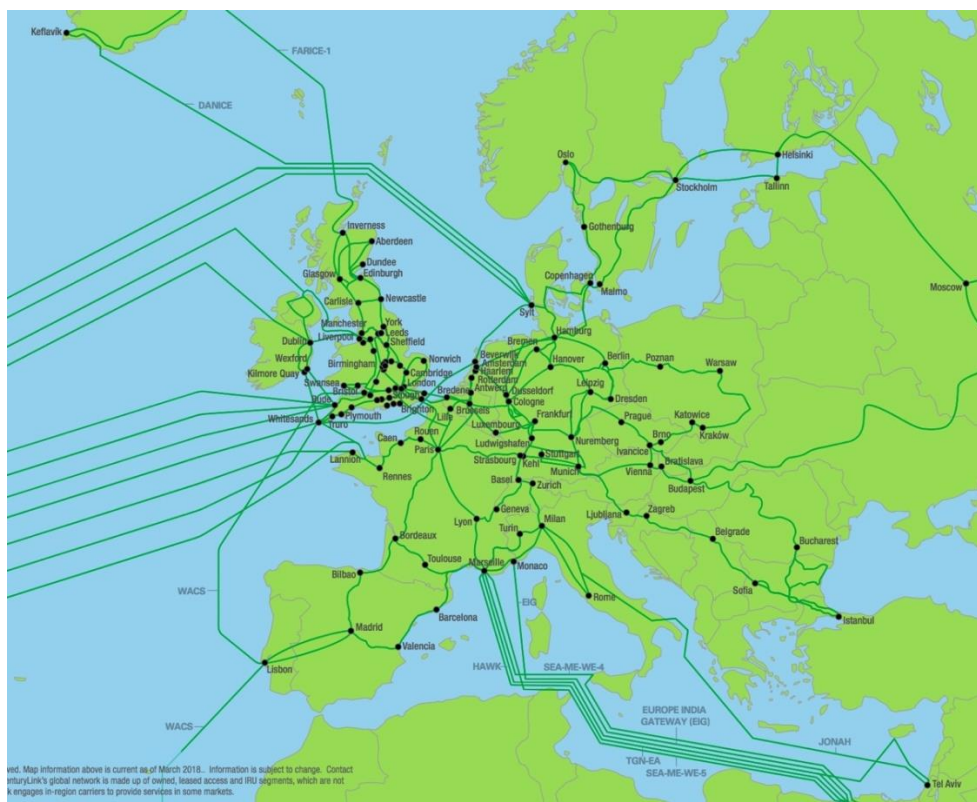 Keflavik
FARICE-1
DANICE
Oslo
Helsinki
Stockholm
Tallinn
Inverness
Aberdeen
Gothenburg
Dundee
Edinburgh
Glasgow
Copenhagen
Malmo
Moscow
Carlisle
Newcastle
Sylt
Manchester
York
Leeds
Liverpool
Sheffield
Dublin
Hamburg
Bremen
Wexford
Kilmore Quay
Birmingham
Norwich
Cambridge
Beverwijk
Amsterdam
Haarlem
Rotterdam
Antwerp
Hanover
Berlin
Poznan
Warsaw
Swansea
London
Bristol
Slough
Bredene
Dusseldorf
Cologne
Leipzig
Dresden
Bude
Plymouth
Brighton
Lille
Brussels
Whitesands
Truro
Luxembourg
Frankfurt
Prague
Katowice
Kraków
Caen
Rouen
Paris
Ludwigshafen
Nuremberg
Brno
Ivancice
Lannion
Rennes
Strasbourg
Kehl
Stuttgart
Munich
Vienna
Bratislava
Budapest
Basel
Zurich
Geneva
Lyon
Turin
Milan
Ljubljana
Zagreb
Belgrade
Bucharest
Bordeaux
Toulouse
Marseille
Monaco
Bilbao
Sofia
WACS
EIG
Rome
Barcelona
Istanbul
Madrid
Valencia
Lisbon
HAWK
SEA-ME-WE-4
EUROPE INDIA
GATEWAY (EIG)
WACS
JONAH
TGN-EA
SEA-ME-WE-5
Tel Aviv
ved. Map information above is current as of March 2018.. Information is subject to change. Contact
enturyLink's global network is made up of owned, leased access and IRU segments, which are not
k engages in-region carriers to provide services in some markets.